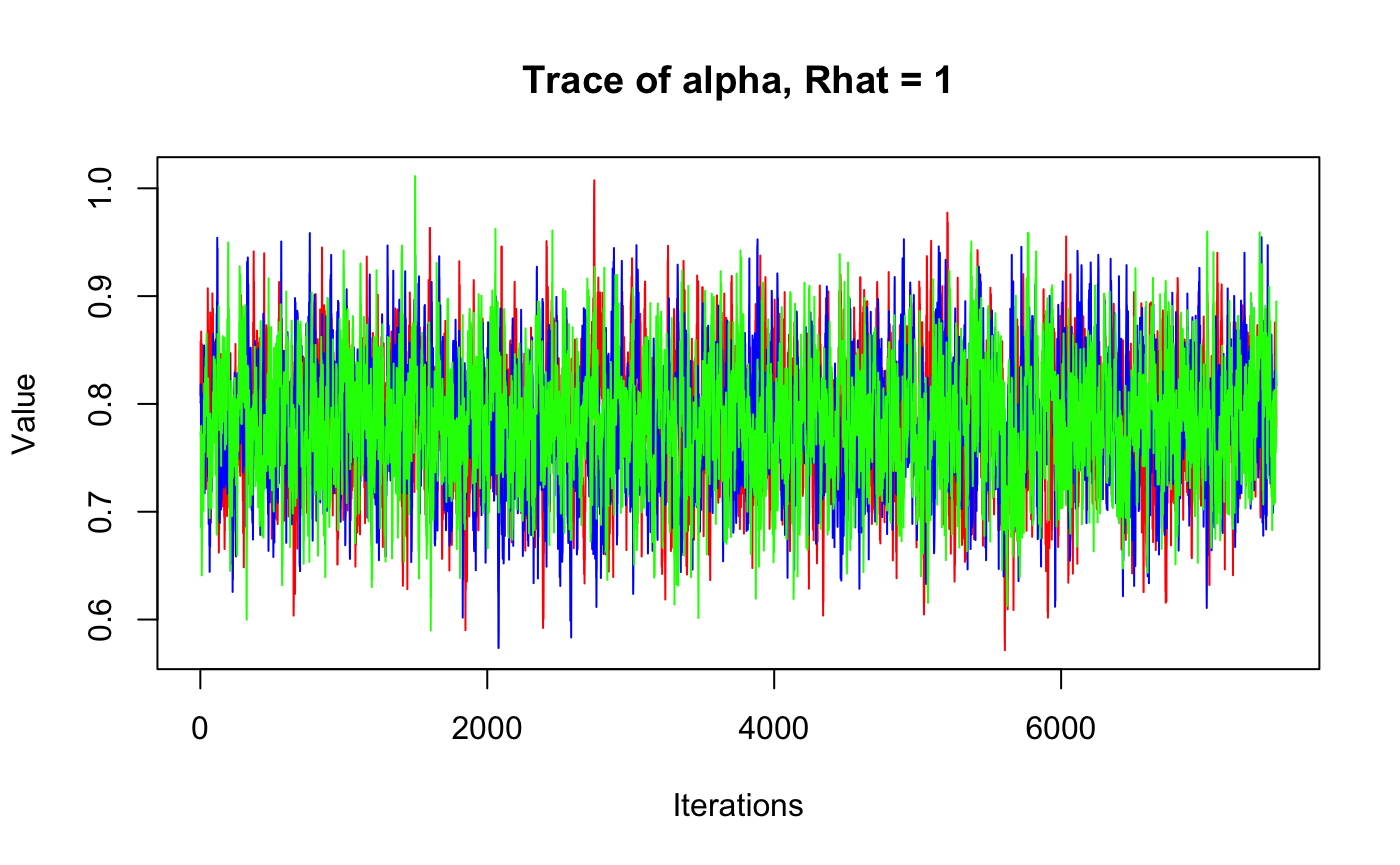 Trace of alpha, Rhat = 1
Value
1.0
0.9
0.8
0.7
0.6
0 2000 4000 6000
Iterations